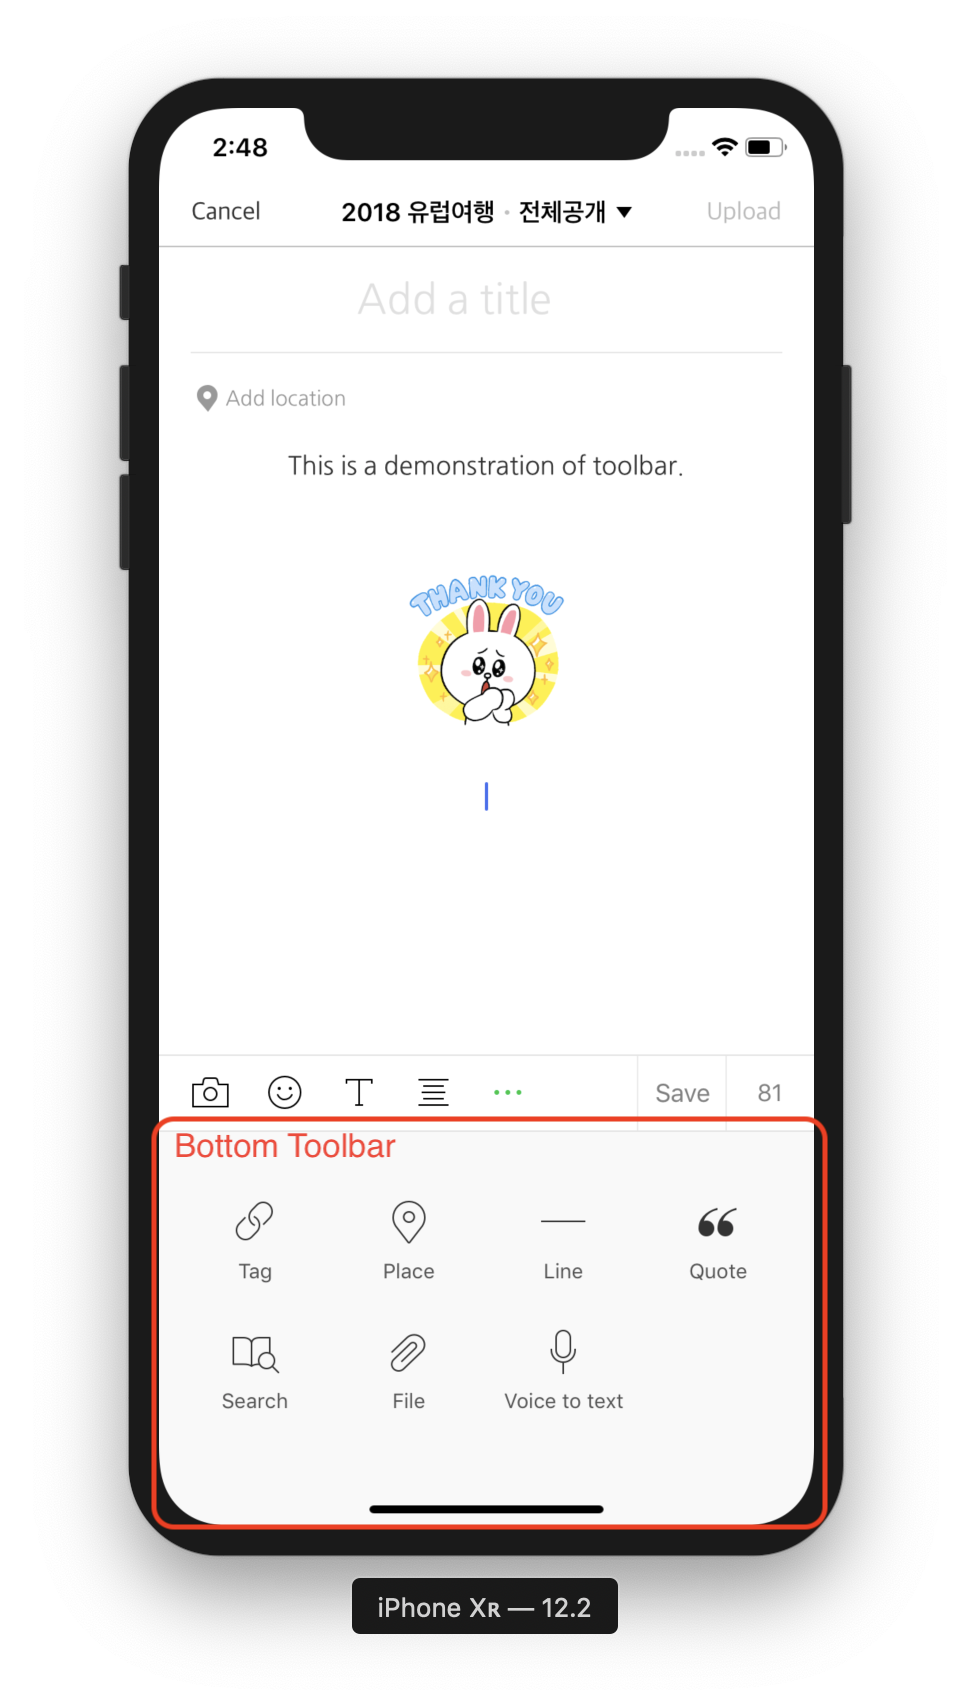 2:48
Cancel 2018 유럽여행 · 전체공개 ▼ Upload
Add a title
Add location
This is a demonstration of toolbar.
THANK YOU
Save 81
Bottom Toolbar
Tag Place Line Quote
Search File Voice to text
iPhone Xʀ — 12.2